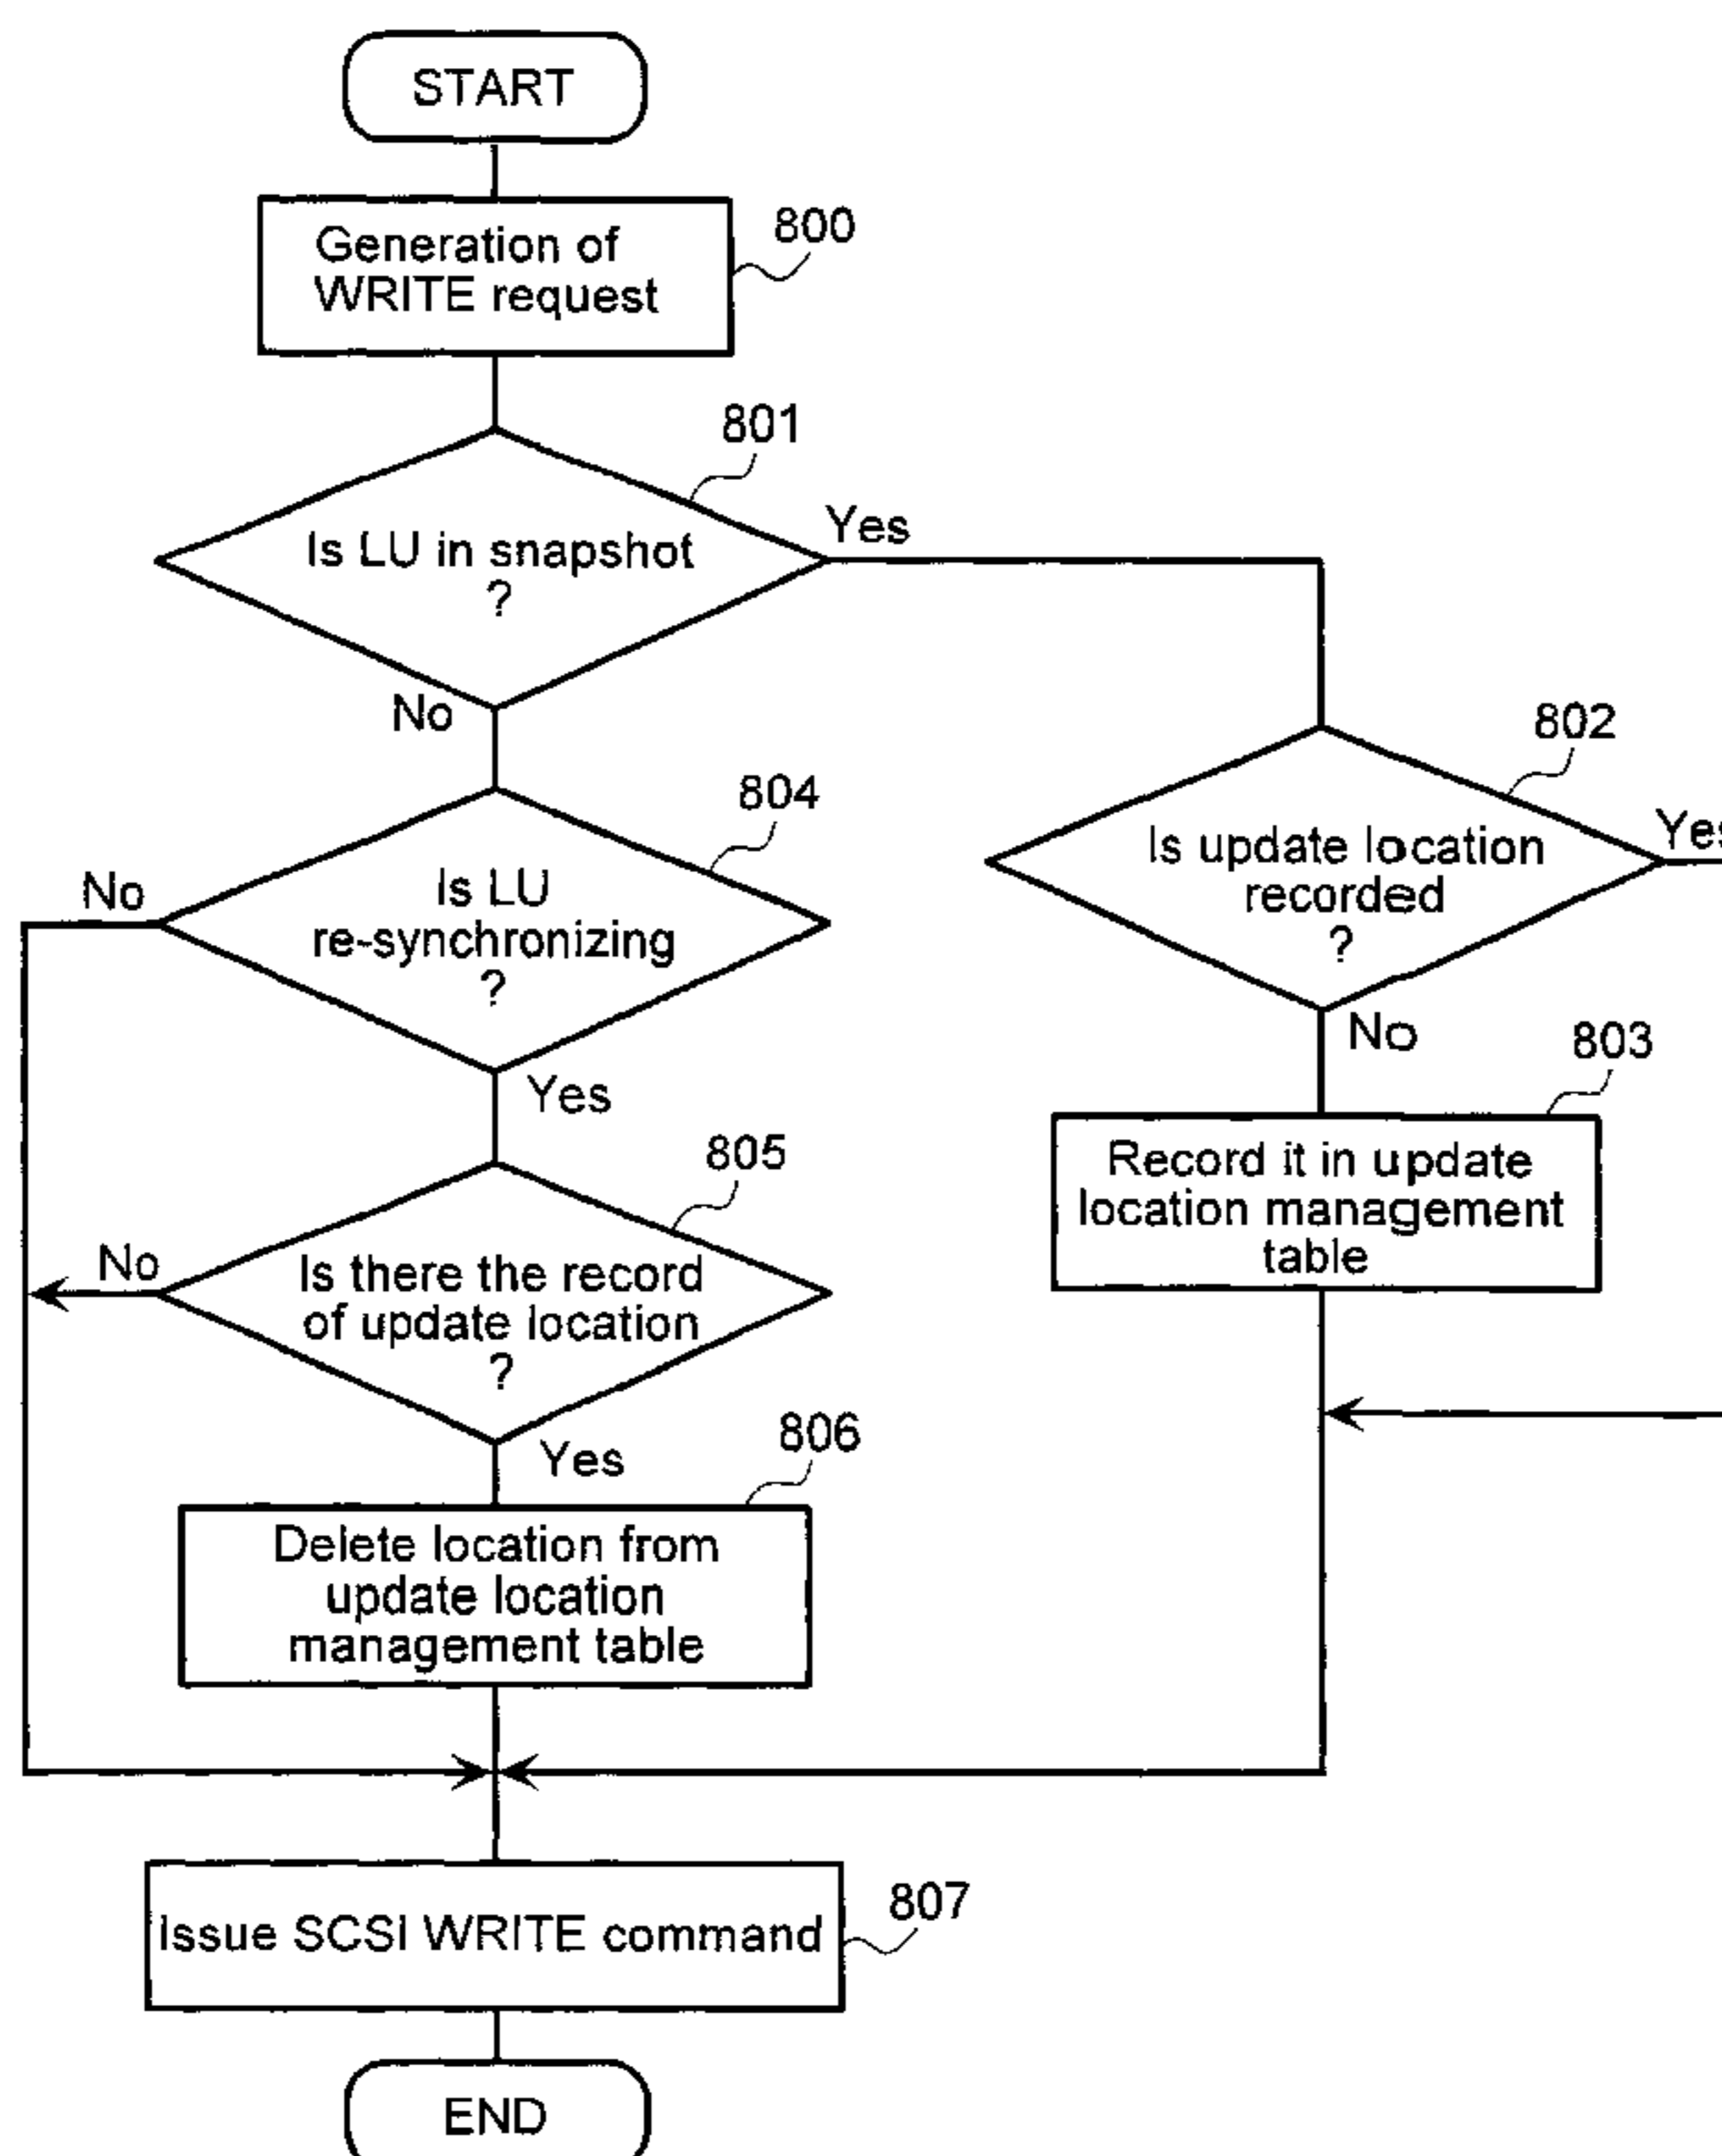 START
Generation of
WRITE request
800
801
Is LU in snapshot
?
Yes
No
802
Is update location
recorded
?
Yes
No
803
Record it in update
location management
table
804
Is LU
re-synchronizing
?
No
Yes
805
Is there the record
of update location
?
No
Yes
806
Delete location from
update location
management table
Issue SCSI WRITE command
807
END